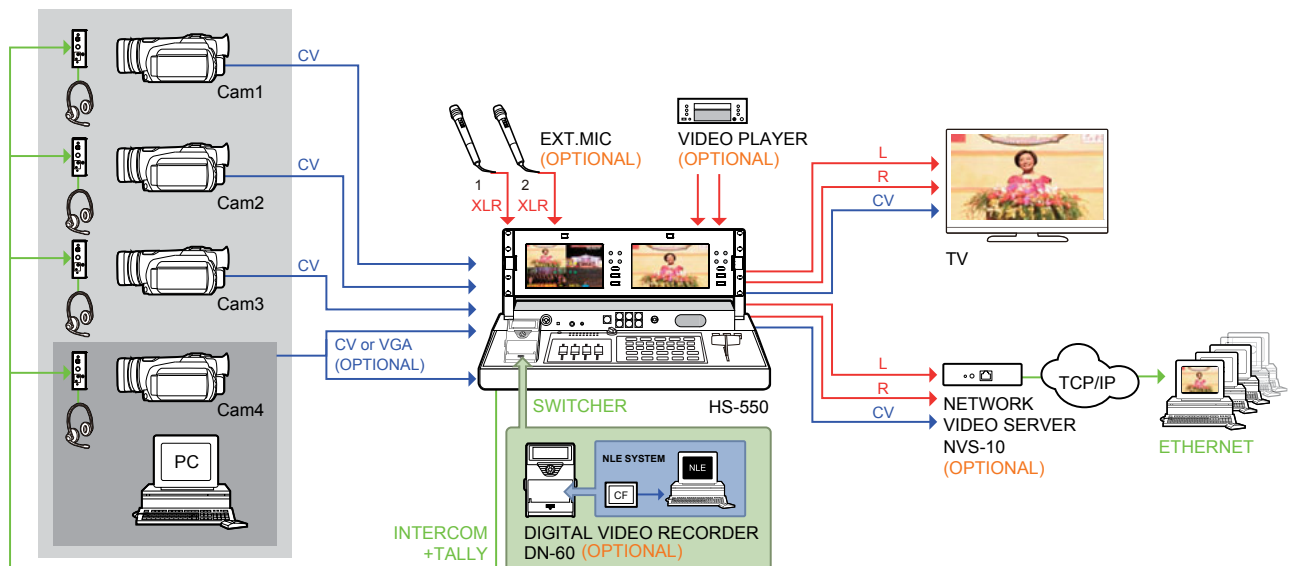 CV
Cam1
CV
Cam2
CV
Cam3
CV or VGA
(OPTIONAL)
Cam4
PC
EXT.MIC
(OPTIONAL)
1
2
XLR
XLR
VIDEO PLAYER
(OPTIONAL)
L
R
CV
TV
SWITCHER
HS-550
L
R
CV
NETWORK
VIDEO SERVER
NVS-10
(OPTIONAL)
TCP/IP
ETHERNET
NLE SYSTEM
CF
NLE
INTERCOM
+TALLY
DIGITAL VIDEO RECORDER
DN-60 (OPTIONAL)